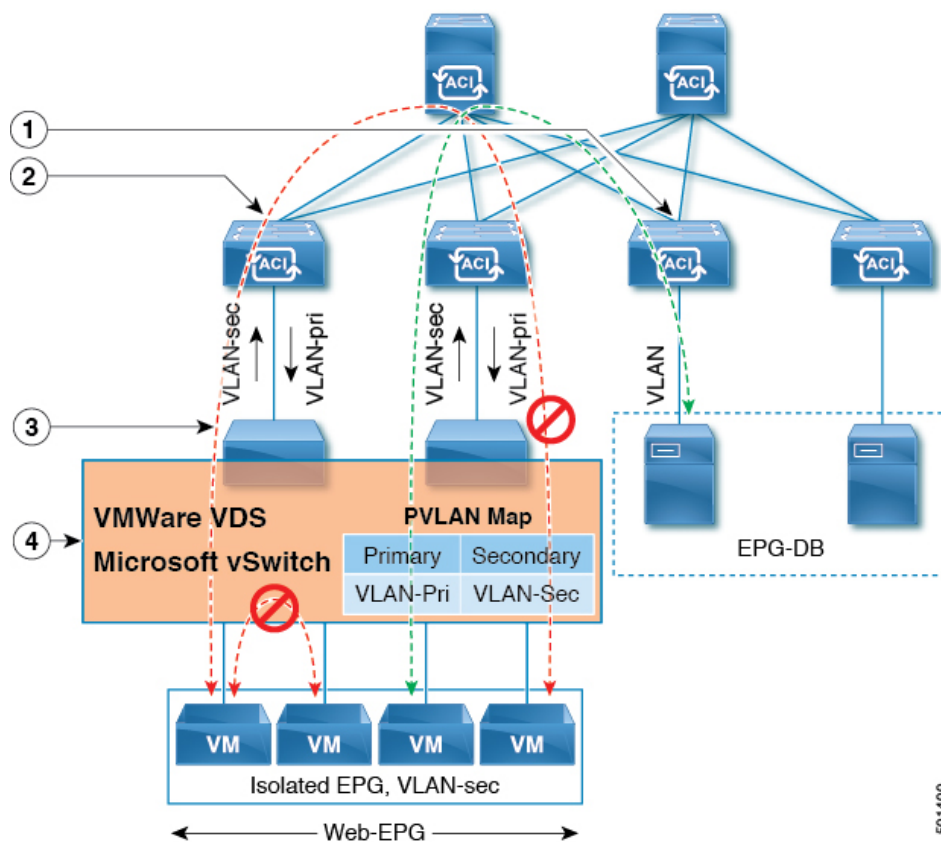 ACI
ACI
1
2
ACI
ACI
ACI
ACI
VLAN-sec
VLAN-pri
VLAN-sec
VLAN-pri
VLAN
3
4
VMWare VDS
Microsoft vSwitch
PVLAN Map
Primary Secondary
VLAN-Pri VLAN-Sec
EPG-DB
VM
VM
VM
VM
Isolated EPG, VLAN-sec
Web-EPG